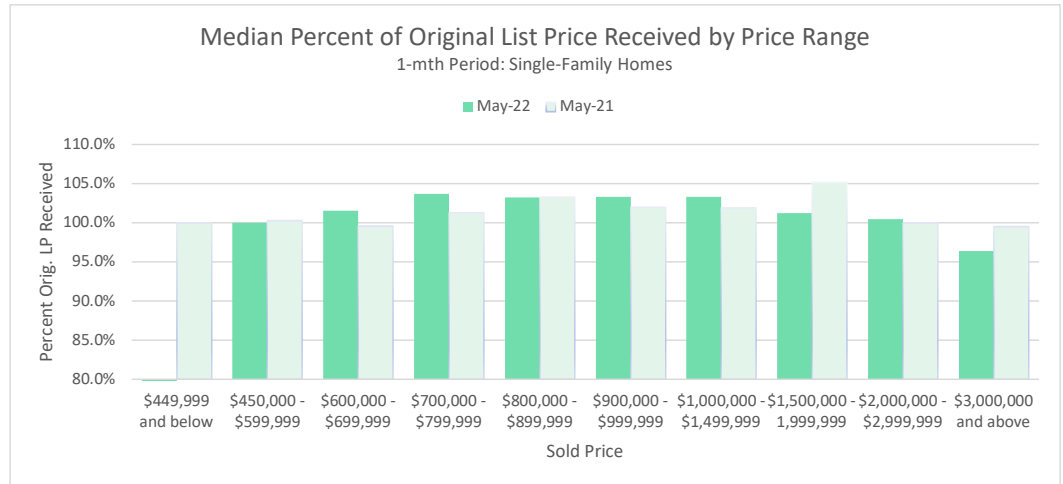 Median Percent of Original List Price Received by Price Range
1-mth Period: Single-Family Homes
May-22 May-21
Percent Orig. LP Received
110.0%
105.0%
100.0%
95.0%
90.0%
85.0%
80.0%
$449,999 and below
$450,000 - $599,999
$600,000 - $699,999
$700,000 - $799,999
$800,000 - $899,999
$900,000 - $999,999
$1,000,000 - $1,499,999
$1,500,000 - 1,999,999
$2,000,000 - $2,999,999
$3,000,000 and above
Sold Price